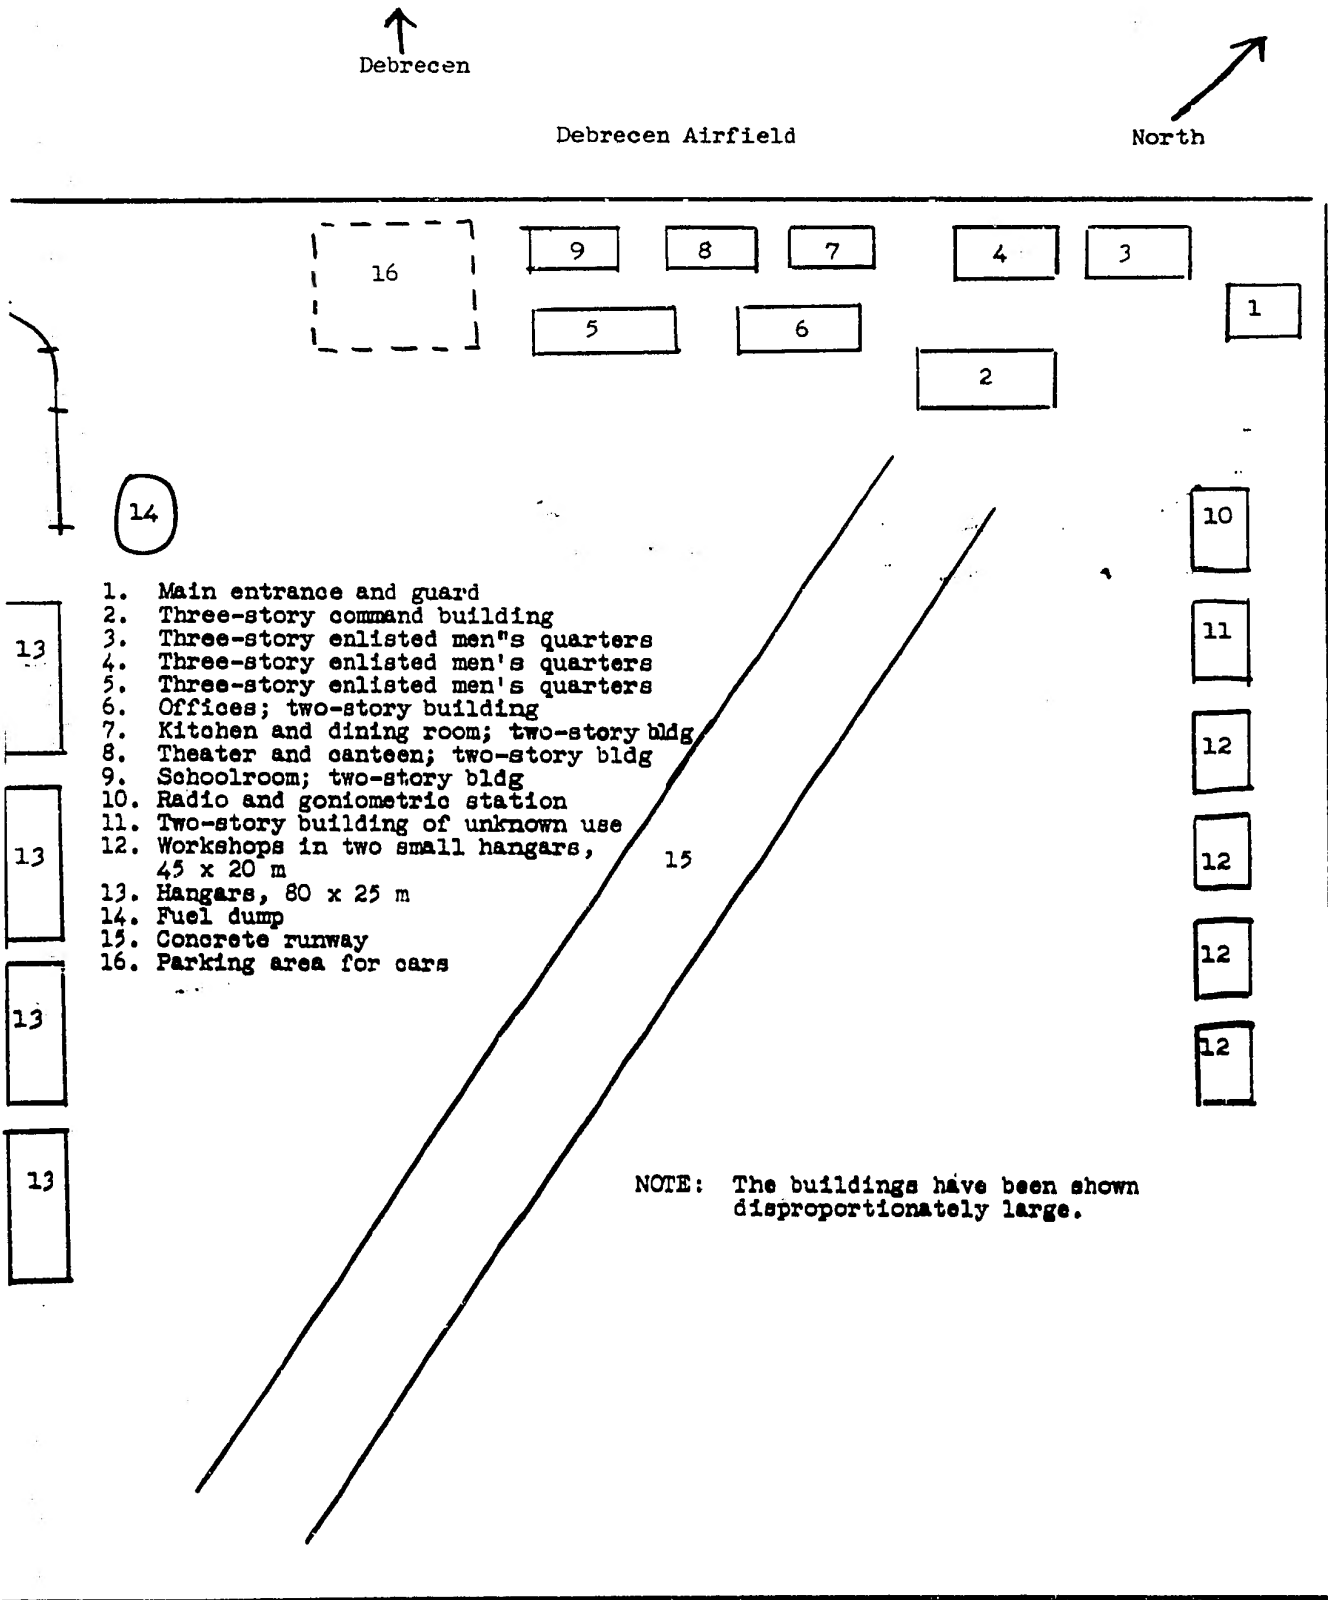 Debrecen
Debrecen Airfield
North
16
9
8
7
4
3
1
5
6
2
14
10
1. Main entrance and guard
2. Three-story command building
3. Three-story enlisted men"s quarters
4. Three-story enlisted men's quarters
5. Three-story enlisted men's quarters
6. Offices; two-story building
7. Kitchen and dining room; two-story bldg
8. Theater and canteen; two-story bldg
9. Schoolroom; two-story bldg
10. Radio and goniometric station
11. Two-story building of unknown use
12. Workshops in two small hangars,
45 x 20 m
13. Hangars, 80 x 25 m
14. Fuel dump
15. Concrete runway
16. Parking area for cars
13
13
13
13
15
11
12
12
12
12
NOTE: The buildings have been shown
disproportionately large.